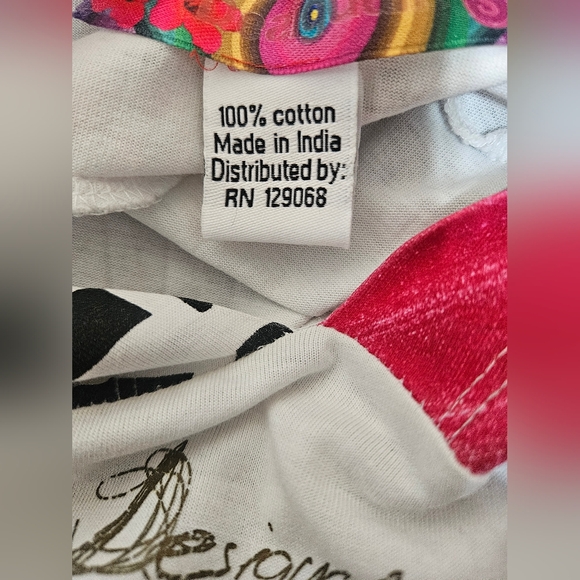 100% cotton
Made in India
Distributed by:
RN 129068